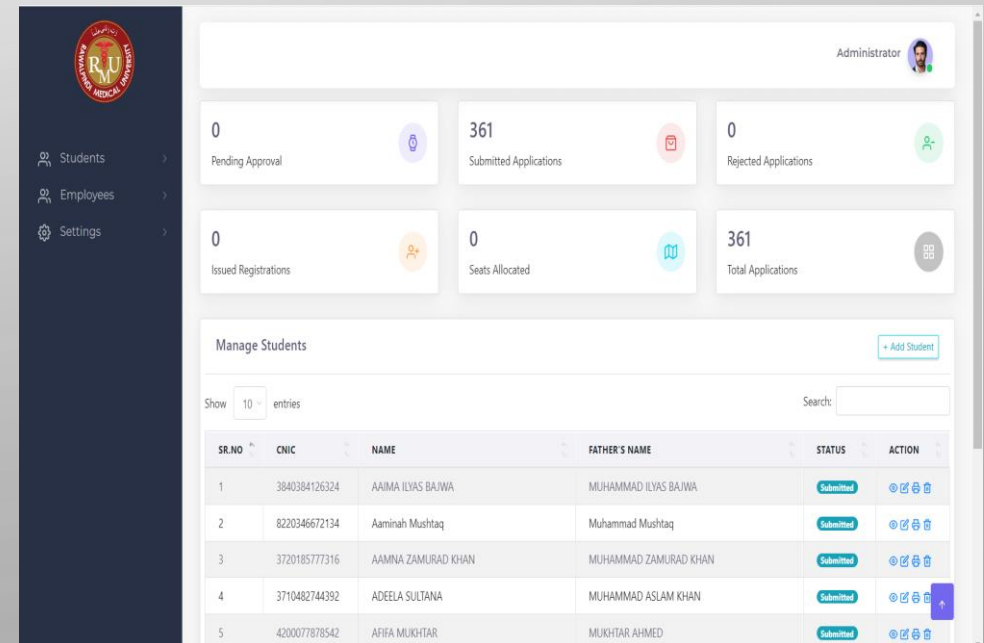 RAWALPINDI MEDICAL UNIVERSITY
RMU
Administrator
Students
Employees
Settings
0
Pending Approval
361
Submitted Applications
0
Rejected Applications
0
Issued Registrations
0
Seats Allocated
361
Total Applications
Manage Students
+ Add Student
Show 10 entries
Search:
SR.NO CNIC NAME FATHER'S NAME STATUS ACTION
1 3840384126324 AAIMA ILYAS BAJWA MUHAMMAD ILYAS BAJWA Submitted
2 8220346672134 Aaminah Mushtaq Muhammad Mushtaq Submitted
3 3720185777316 AAMNA ZAMURAD KHAN MUHAMMAD ZAMURAD KHAN Submitted
4 3710482744392 ADEELA SULTANA MUHAMMAD ASLAM KHAN Submitted
5 4200077878542 AFIFA MUKHTAR MUKHTAR AHMED Submitted